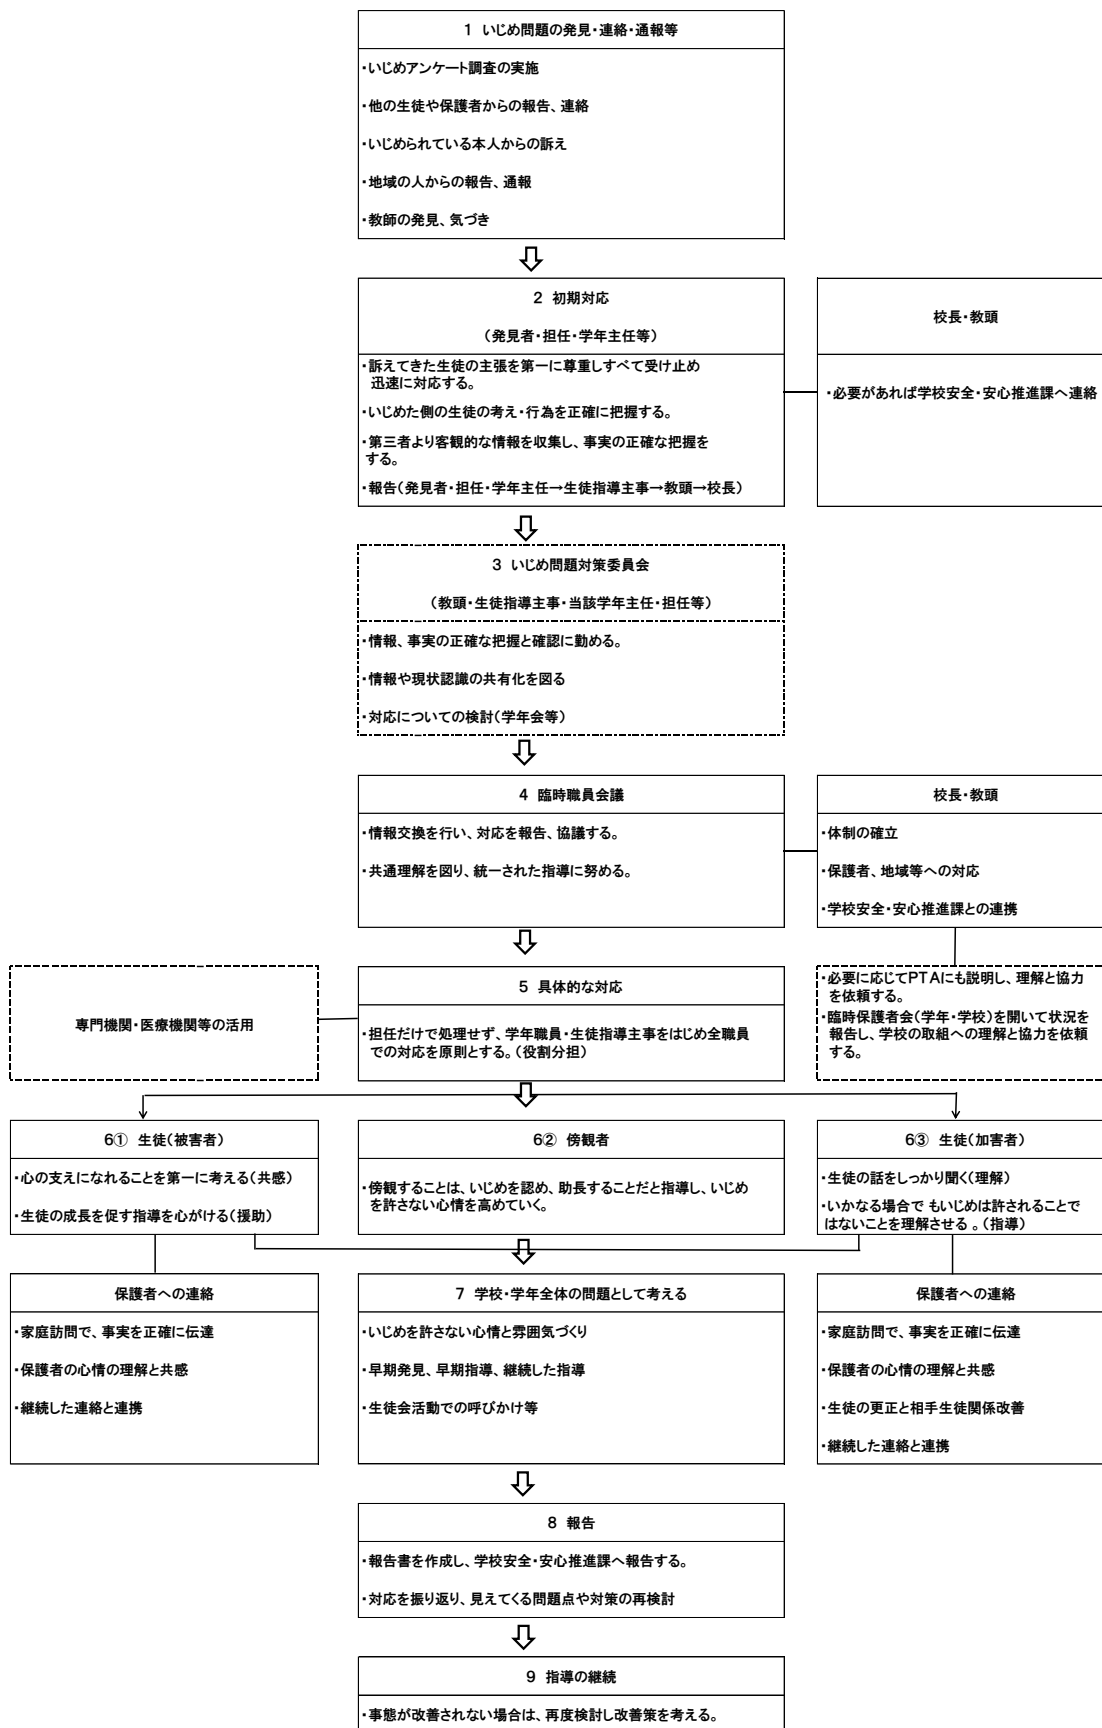 1 いじめ問題の発見・連絡・通報等
・いじめアンケート調査の実施
・他の生徒や保護者からの報告、連絡
・いじめられている本人からの訴え
・地域の人からの報告、通報
・教師の発見、気づき
2 初期対応
（発見者・担任・学年主任等）
・訴えてきた生徒の主張を第一に尊重しすべて受け止め
迅速に対応する。
・いじめた側の生徒の考え・行為を正確に把握する。
・第三者より客観的な情報を収集し、事実の正確な把握を
する。
・報告（発見者・担任・学年主任→生徒指導主事→教頭→校長）
校長・教頭
・必要があれば学校安全・安心推進課へ連絡
3 いじめ問題対策委員会
（教頭・生徒指導主事・当該学年主任・担任等）
・情報、事実の正確な把握と確認に勤める。
・情報や現状認識の共有化を図る
・対応についての検討（学年会等）
4 臨時職員会議
・情報交換を行い、対応を報告、協議する。
・共通理解を図り、統一された指導に努める。
校長・教頭
・体制の確立
・保護者、地域等への対応
・学校安全・安心推進課との連携
・必要に応じてPTAにも説明し、理解と協力
を依頼する。
・臨時保護者会（学年・学校）を開いて状況を
報告し、学校の取組への理解と協力を依頼
する。
専門機関・医療機関等の活用
5 具体的な対応
・担任だけで処理せず、学年職員・生徒指導主事をはじめ全職員
での対応を原則とする。（役割分担）
6① 生徒（被害者）
・心の支えになれることを第一に考える（共感）
・生徒の成長を促す指導を心がける（援助）
6② 傍観者
・傍観することは、いじめを認め、助長することだと指導し、いじめ
を許さない心情を高めていく。
6③ 生徒（加害者）
・生徒の話をしっかり聞く（理解）
・いかなる場合で もいじめは許されることで
はないことを理解させる 。（指導）
保護者への連絡
・家庭訪問で、事実を正確に伝達
・保護者の心情の理解と共感
・継続した連絡と連携
7 学校・学年全体の問題として考える
・いじめを許さない心情と雰囲気づくり
・早期発見、早期指導、継続した指導
・生徒会活動での呼びかけ等
保護者への連絡
・家庭訪問で、事実を正確に伝達
・保護者の心情の理解と共感
・生徒の更正と相手生徒関係改善
・継続した連絡と連携
8 報告
・報告書を作成し、学校安全・安心推進課へ報告する。
・対応を振り返り、見えてくる問題点や対策の再検討
9 指導の継続
・事態が改善されない場合は、再度検討し改善策を考える。